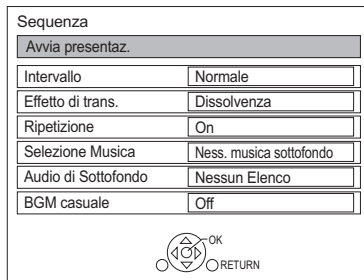 Sequenza
Avvia presentaz.
Intervallo Normale
Effetto di trans. Dissolvenza
Ripetizione On
Selezione Musica Ness. musica sottofondo
Audio di Sottofondo Nessun Elenco
BGM casuale Off
OK
RETURN